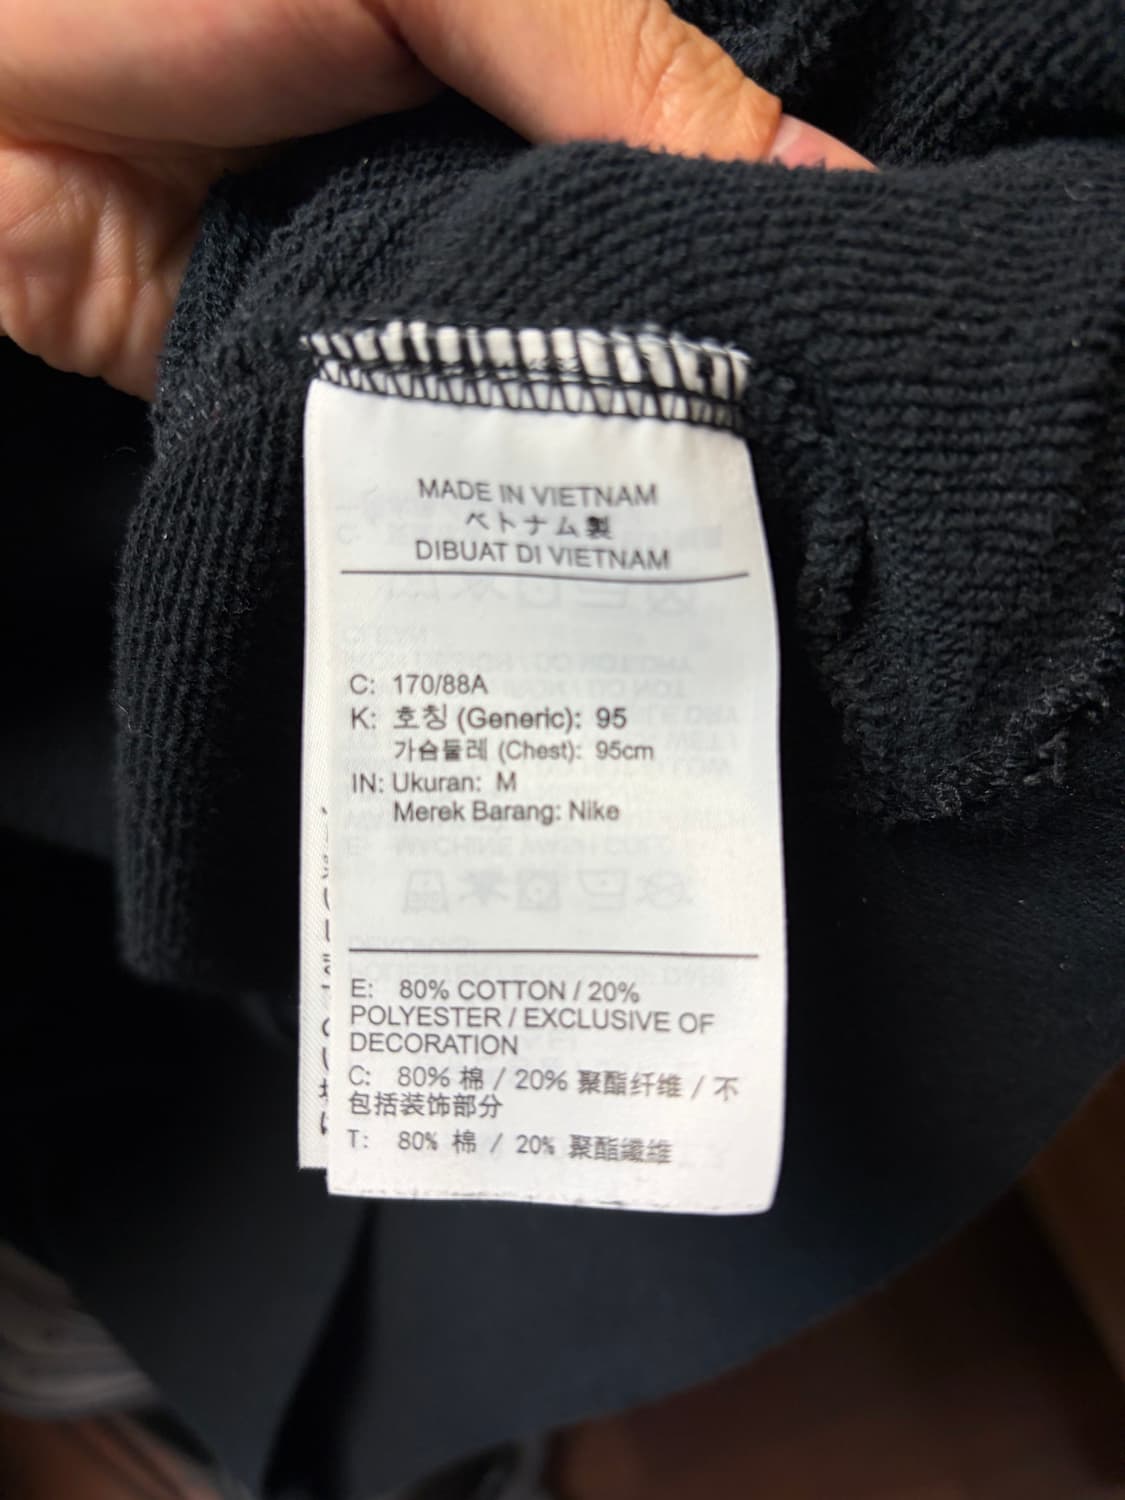 MADE IN VIETNAM
ベトナム製
DIBUAT DI VIETNAM
C: 170/88A
K: 호칭 (Generic): 95
가슴둘레 (Chest): 95cm
IN: Ukuran: M
Merek Barang: Nike
E: 80% COTTON / 20%
POLYESTER / EXCLUSIVE OF
DECORATION
C: 80% 棉 / 20% 聚酯纤维 / 不
包括装饰部分
T: 80% 棉 / 20% 聚酯纖維